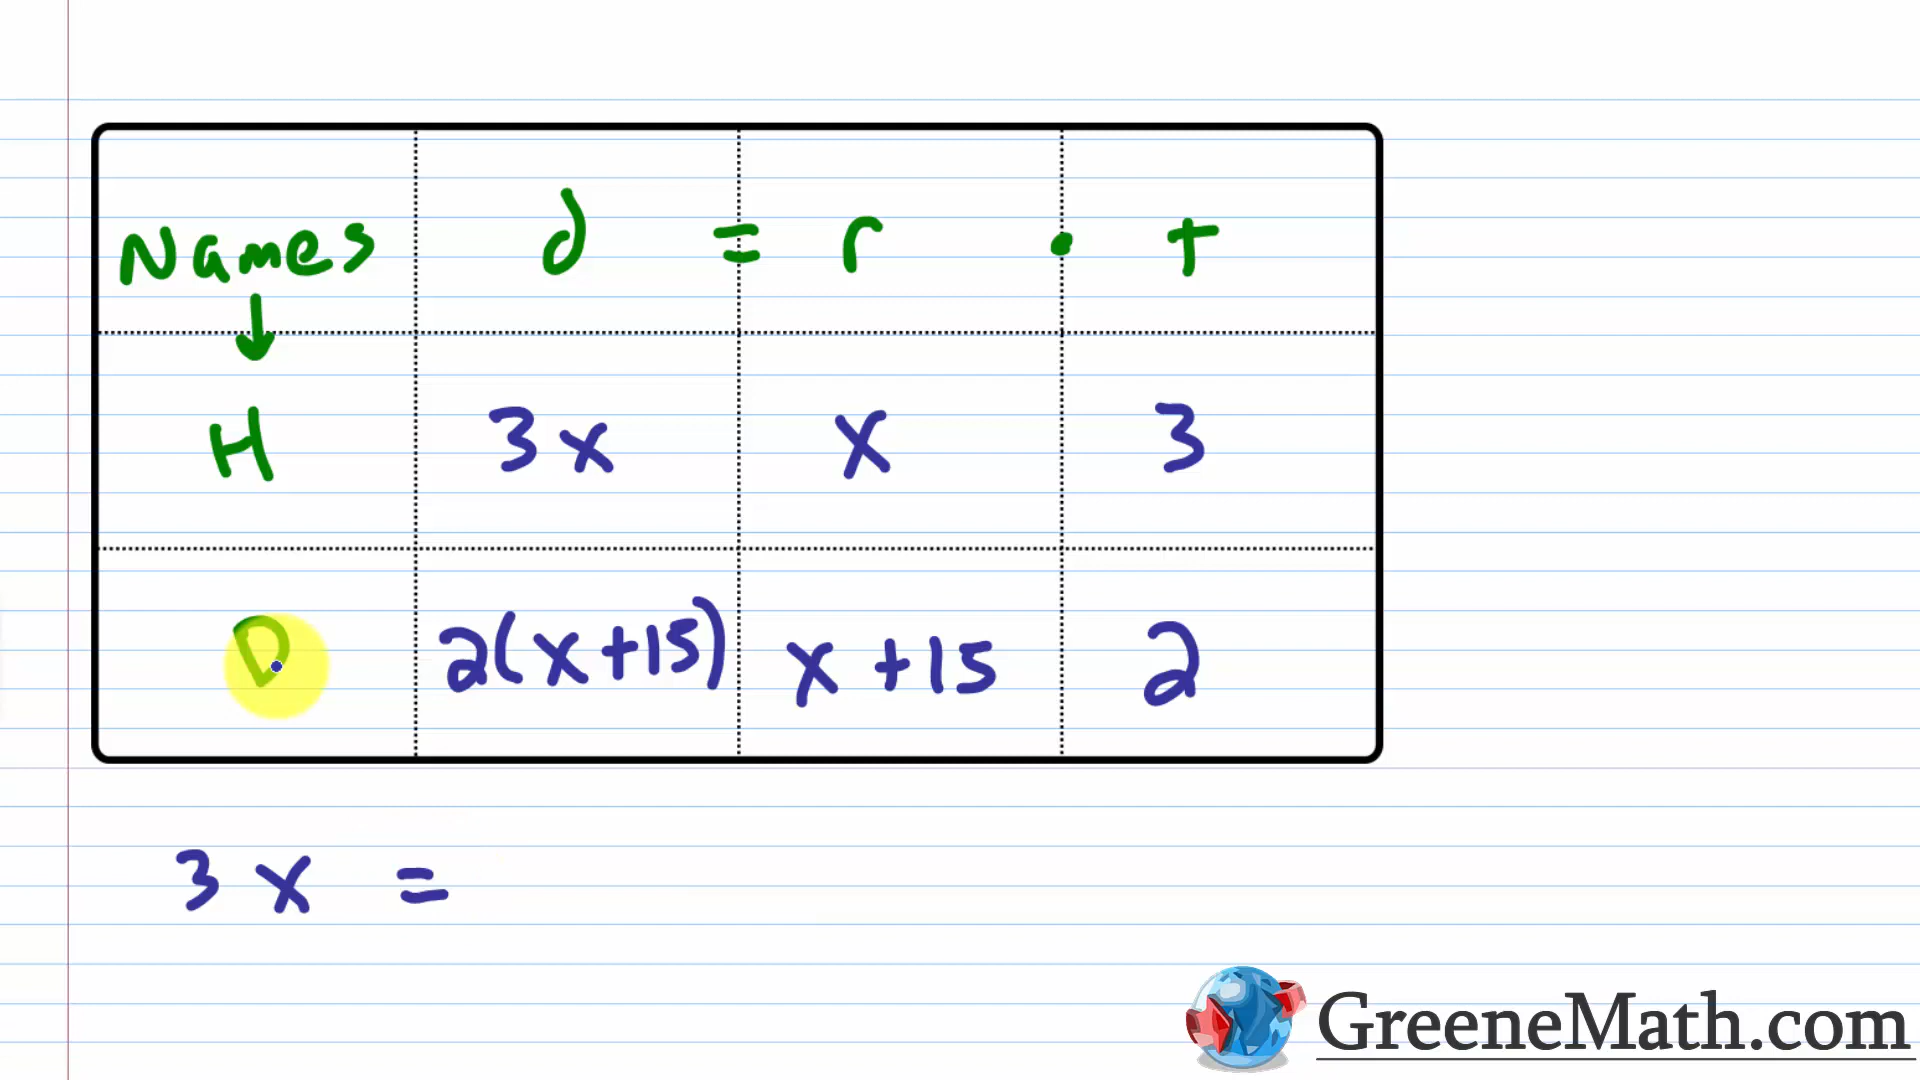 Names d = r • t
H 3x x 3
D 2(x+15) x+15 2
3x =
GreeneMath.com